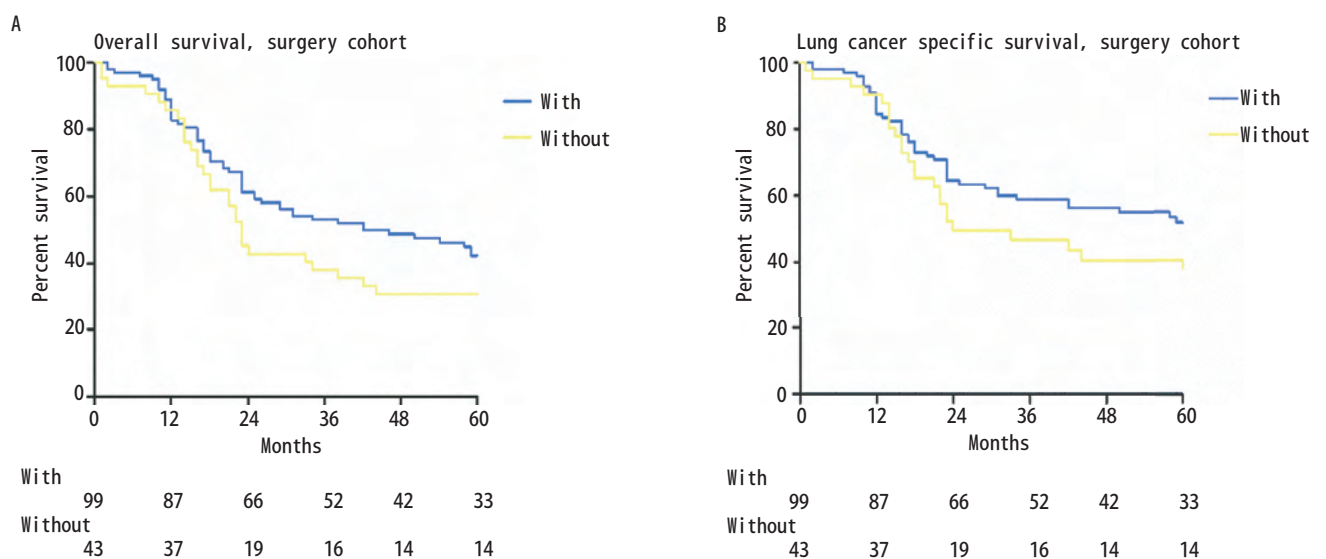 A
Overall survival, surgery cohort
100
80
60
40
20
0
Percent survival
0 12 24 36 48 60
Months
With
Without
With
99 87 66 52 42 33
Without
43 37 19 16 14 14
B
Lung cancer specific survival, surgery cohort
100
80
60
40
20
0
Percent survival
0 12 24 36 48 60
Months
With
Without
With
99 87 66 52 42 33
Without
43 37 19 16 14 14